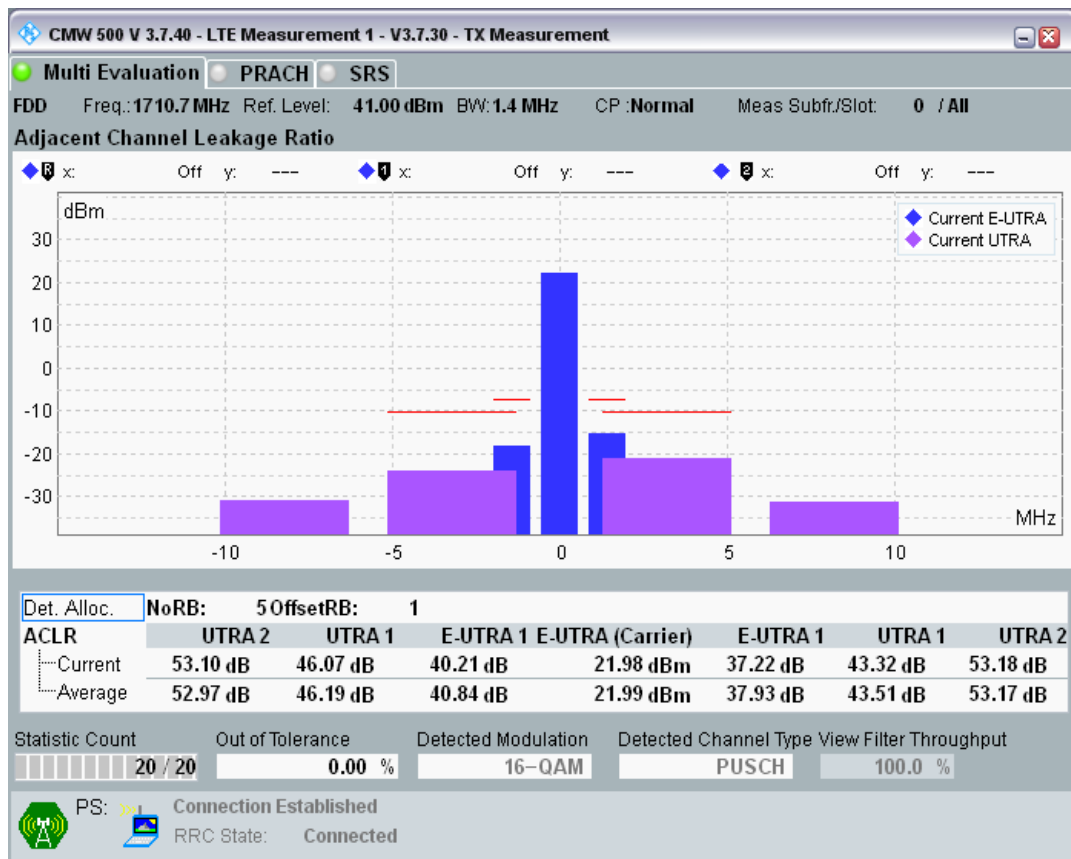 CMW 500 V 3.7.40 - LTE Measurement 1 - V3.7.30 - TX Measurement
Multi Evaluation PRACH SRS
FDD Freq.:1710.7 MHz Ref. Level: 41.00 dBm BW:1.4 MHz CP :Normal Meas Subfr./Slot: 0 / All
Adjacent Channel Leakage Ratio
R x: Off y: --- 1 x: Off y: --- 2 x: Off y: ---
dBm
Current E-UTRA
Current UTRA
30
20
10
0
-10
-20
-30
MHz
-10 -5 0 5 10
Det. Alloc. NoRB: 5 OffsetRB: 1
ACLR UTRA 2 UTRA 1 E-UTRA 1 E-UTRA (Carrier) E-UTRA 1 UTRA 1 UTRA 2
Current 53.10 dB 46.07 dB 40.21 dB 21.98 dBm 37.22 dB 43.32 dB 53.18 dB
Average 52.97 dB 46.19 dB 40.84 dB 21.99 dBm 37.93 dB 43.51 dB 53.17 dB
Statistic Count Out of Tolerance Detected Modulation Detected Channel Type View Filter Throughput
20 / 20 0.00 % 16-QAM PUSCH 100.0 %
PS: Connection Established
RRC State: Connected